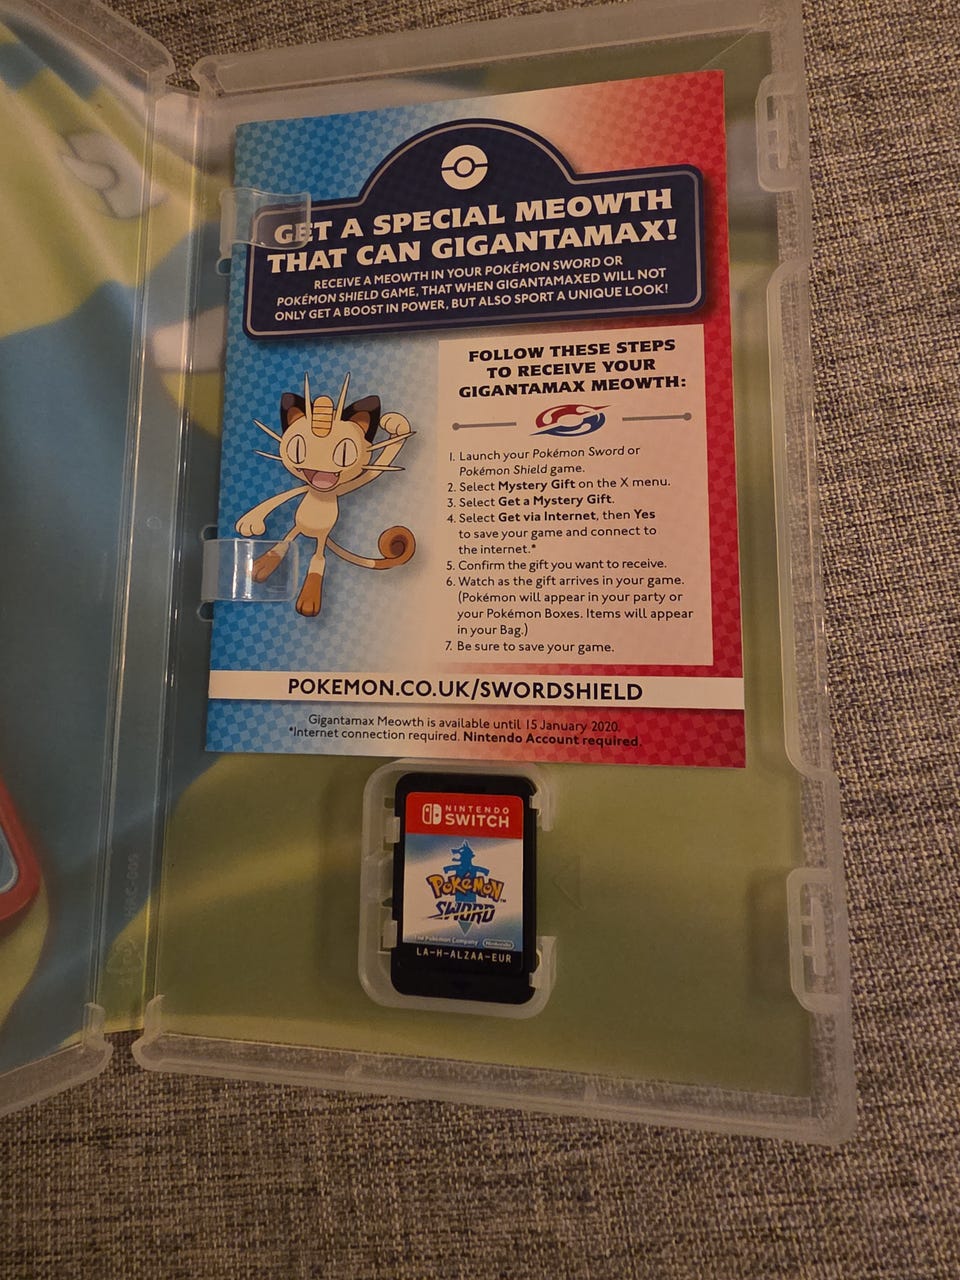 GET A SPECIAL MEOWTH
THAT CAN GIGANTAMAX!
RECEIVE A MEOWTH IN YOUR POKÉMON SWORD OR
POKÉMON SHIELD GAME, THAT WHEN GIGANTAMAXED WILL NOT
ONLY GET A BOOST IN POWER, BUT ALSO SPORT A UNIQUE LOOK!
FOLLOW THESE STEPS
TO RECEIVE YOUR
GIGANTAMAX MEOWTH:
1. Launch your Pokémon Sword or
Pokémon Shield game.
2. Select Mystery Gift on the X menu.
3. Select Get a Mystery Gift.
4. Select Get via Internet, then Yes
to save your game and connect to
the internet.*
5. Confirm the gift you want to receive.
6. Watch as the gift arrives in your game.
(Pokémon will appear in your party or
your Pokémon Boxes. Items will appear
in your Bag.)
7. Be sure to save your game.
POKEMON.CO.UK/SWORDSHIELD
Gigantamax Meowth is available until 15 January 2020.
*Internet connection required. Nintendo Account required.
NINTENDO
SWITCH
POKéMON™
SWORD
The Pokémon Company Nintendo
LA-H-ALZAA-EUR